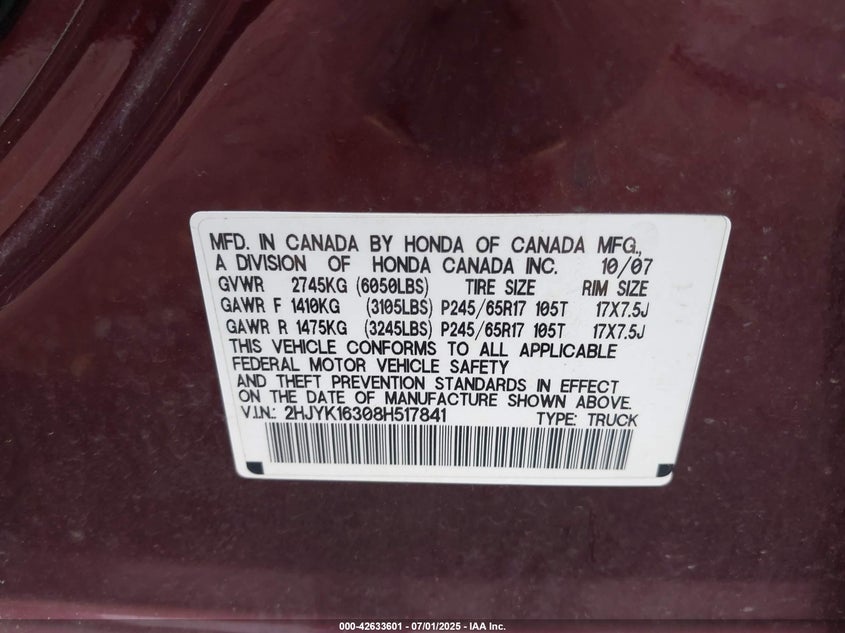 MFD. IN CANADA BY HONDA OF CANADA MFG.,
A DIVISION OF HONDA CANADA INC. 10/07
GVWR 2745KG (6050LBS) TIRE SIZE RIM SIZE
GAWR F 1410KG (3105LBS) P245/65R17 105T 17X7.5J
GAWR R 1475KG (3245LBS) P245/65R17 105T 17X7.5J
THIS VEHICLE CONFORMS TO ALL APPLICABLE
FEDERAL MOTOR VEHICLE SAFETY
AND THEFT PREVENTION STANDARDS IN EFFECT
ON THE DATE OF MANUFACTURE SHOWN ABOVE.
V.I.N.: 2HJYK16308H517841 TYPE: TRUCK
000-42633601 - 07/01/2025 - IAA Inc.